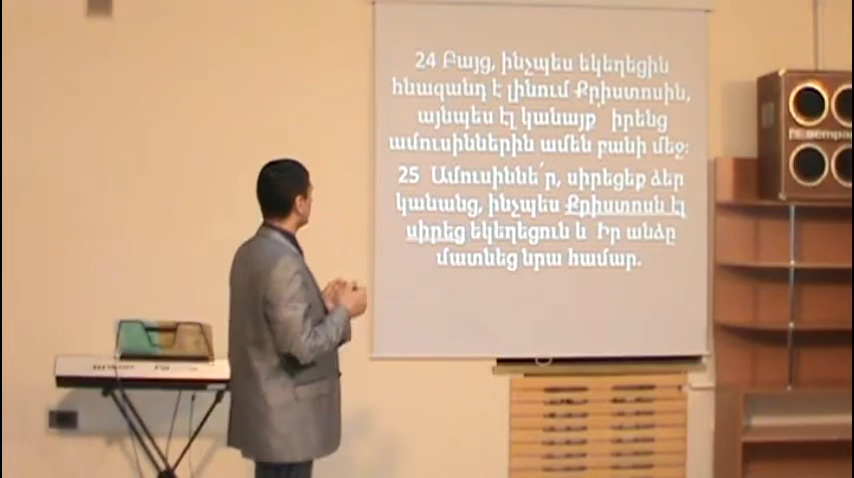 24 Բայց, ինչպես եկեղեցին
հնազանդ է լինում Քրիստոսին,
այնպես էլ կանայք՝ իրենց
ամուսիններին ամեն բանի մեջ:
25 Ամուսիննե՛ր, սիրեցեք ձեր
կանանց, ինչպես Քրիստոսն էլ
սիրեց եկեղեցուն և Իր անձը
մատնեց նրա համար.